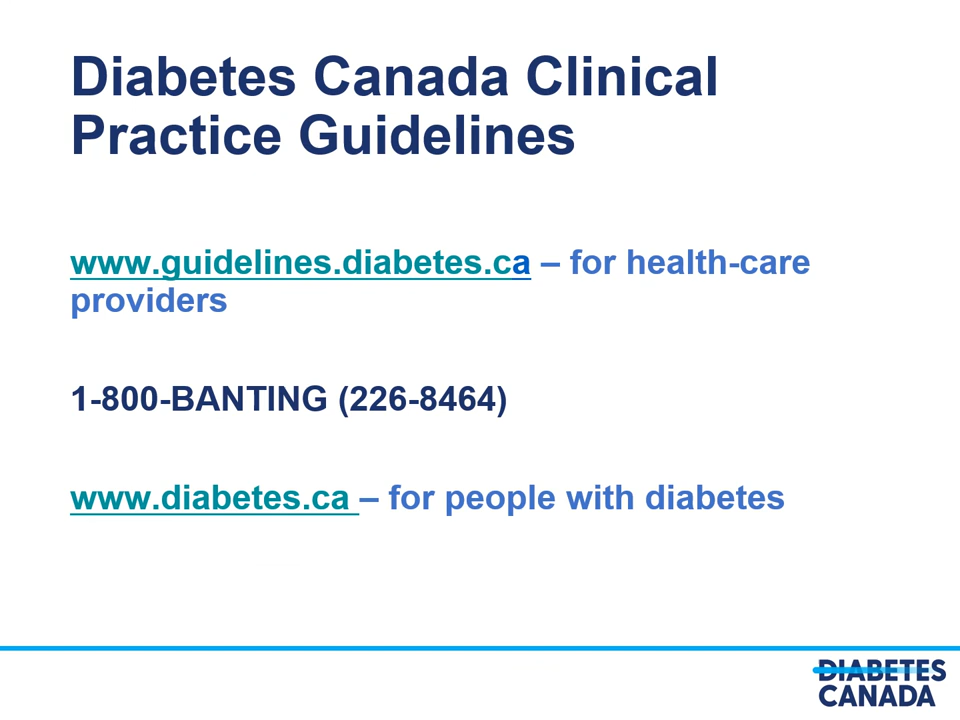 Diabetes Canada Clinical
Practice Guidelines
www.guidelines.diabetes.ca – for health-care
providers
1-800-BANTING (226-8464)
www.diabetes.ca – for people with diabetes
DIABETES
CANADA